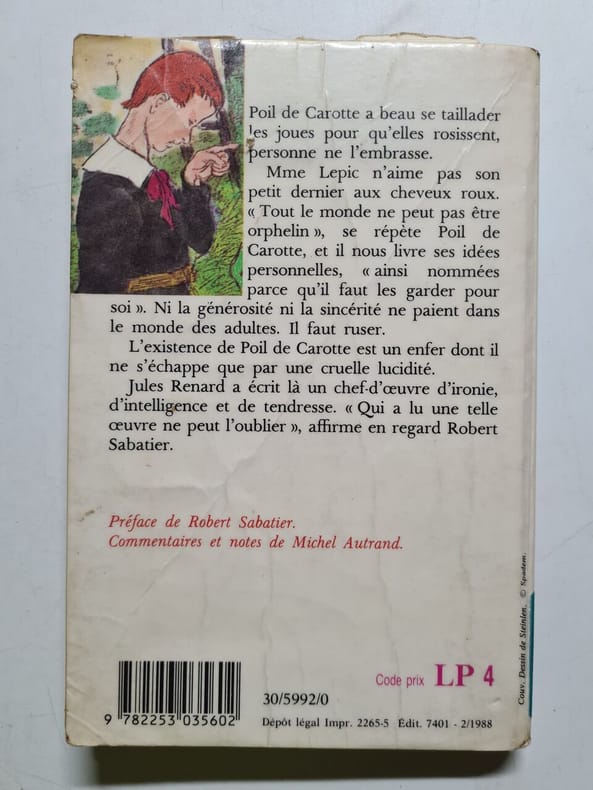 Poil de Carotte a beau se taillader
les joues pour qu'elles rosissent,
personne ne l'embrasse.
Mme Lepic n'aime pas son
petit dernier aux cheveux roux.
« Tout le monde ne peut pas être
orphelin », se répète Poil de
Carotte, et il nous livre ses idées
personnelles, « ainsi nommées
parce qu'il faut les garder pour
soi ». Ni la générosité ni la sincérité ne paient dans
le monde des adultes. Il faut ruser.
L'existence de Poil de Carotte est un enfer dont il
ne s'échappe que par une cruelle lucidité.
Jules Renard a écrit là un chef-d'œuvre d'ironie,
d'intelligence et de tendresse. « Qui a lu une telle
œuvre ne peut l'oublier », affirme en regard Robert
Sabatier.
Préface de Robert Sabatier.
Commentaires et notes de Michel Autrand.
Couv. Dessin de Steinlen. © Spadem.
Code prix LP 4
30/5992/0
9 782253 035602
Dépôt légal Impr. 2265-5 Édit. 7401 - 2/1988